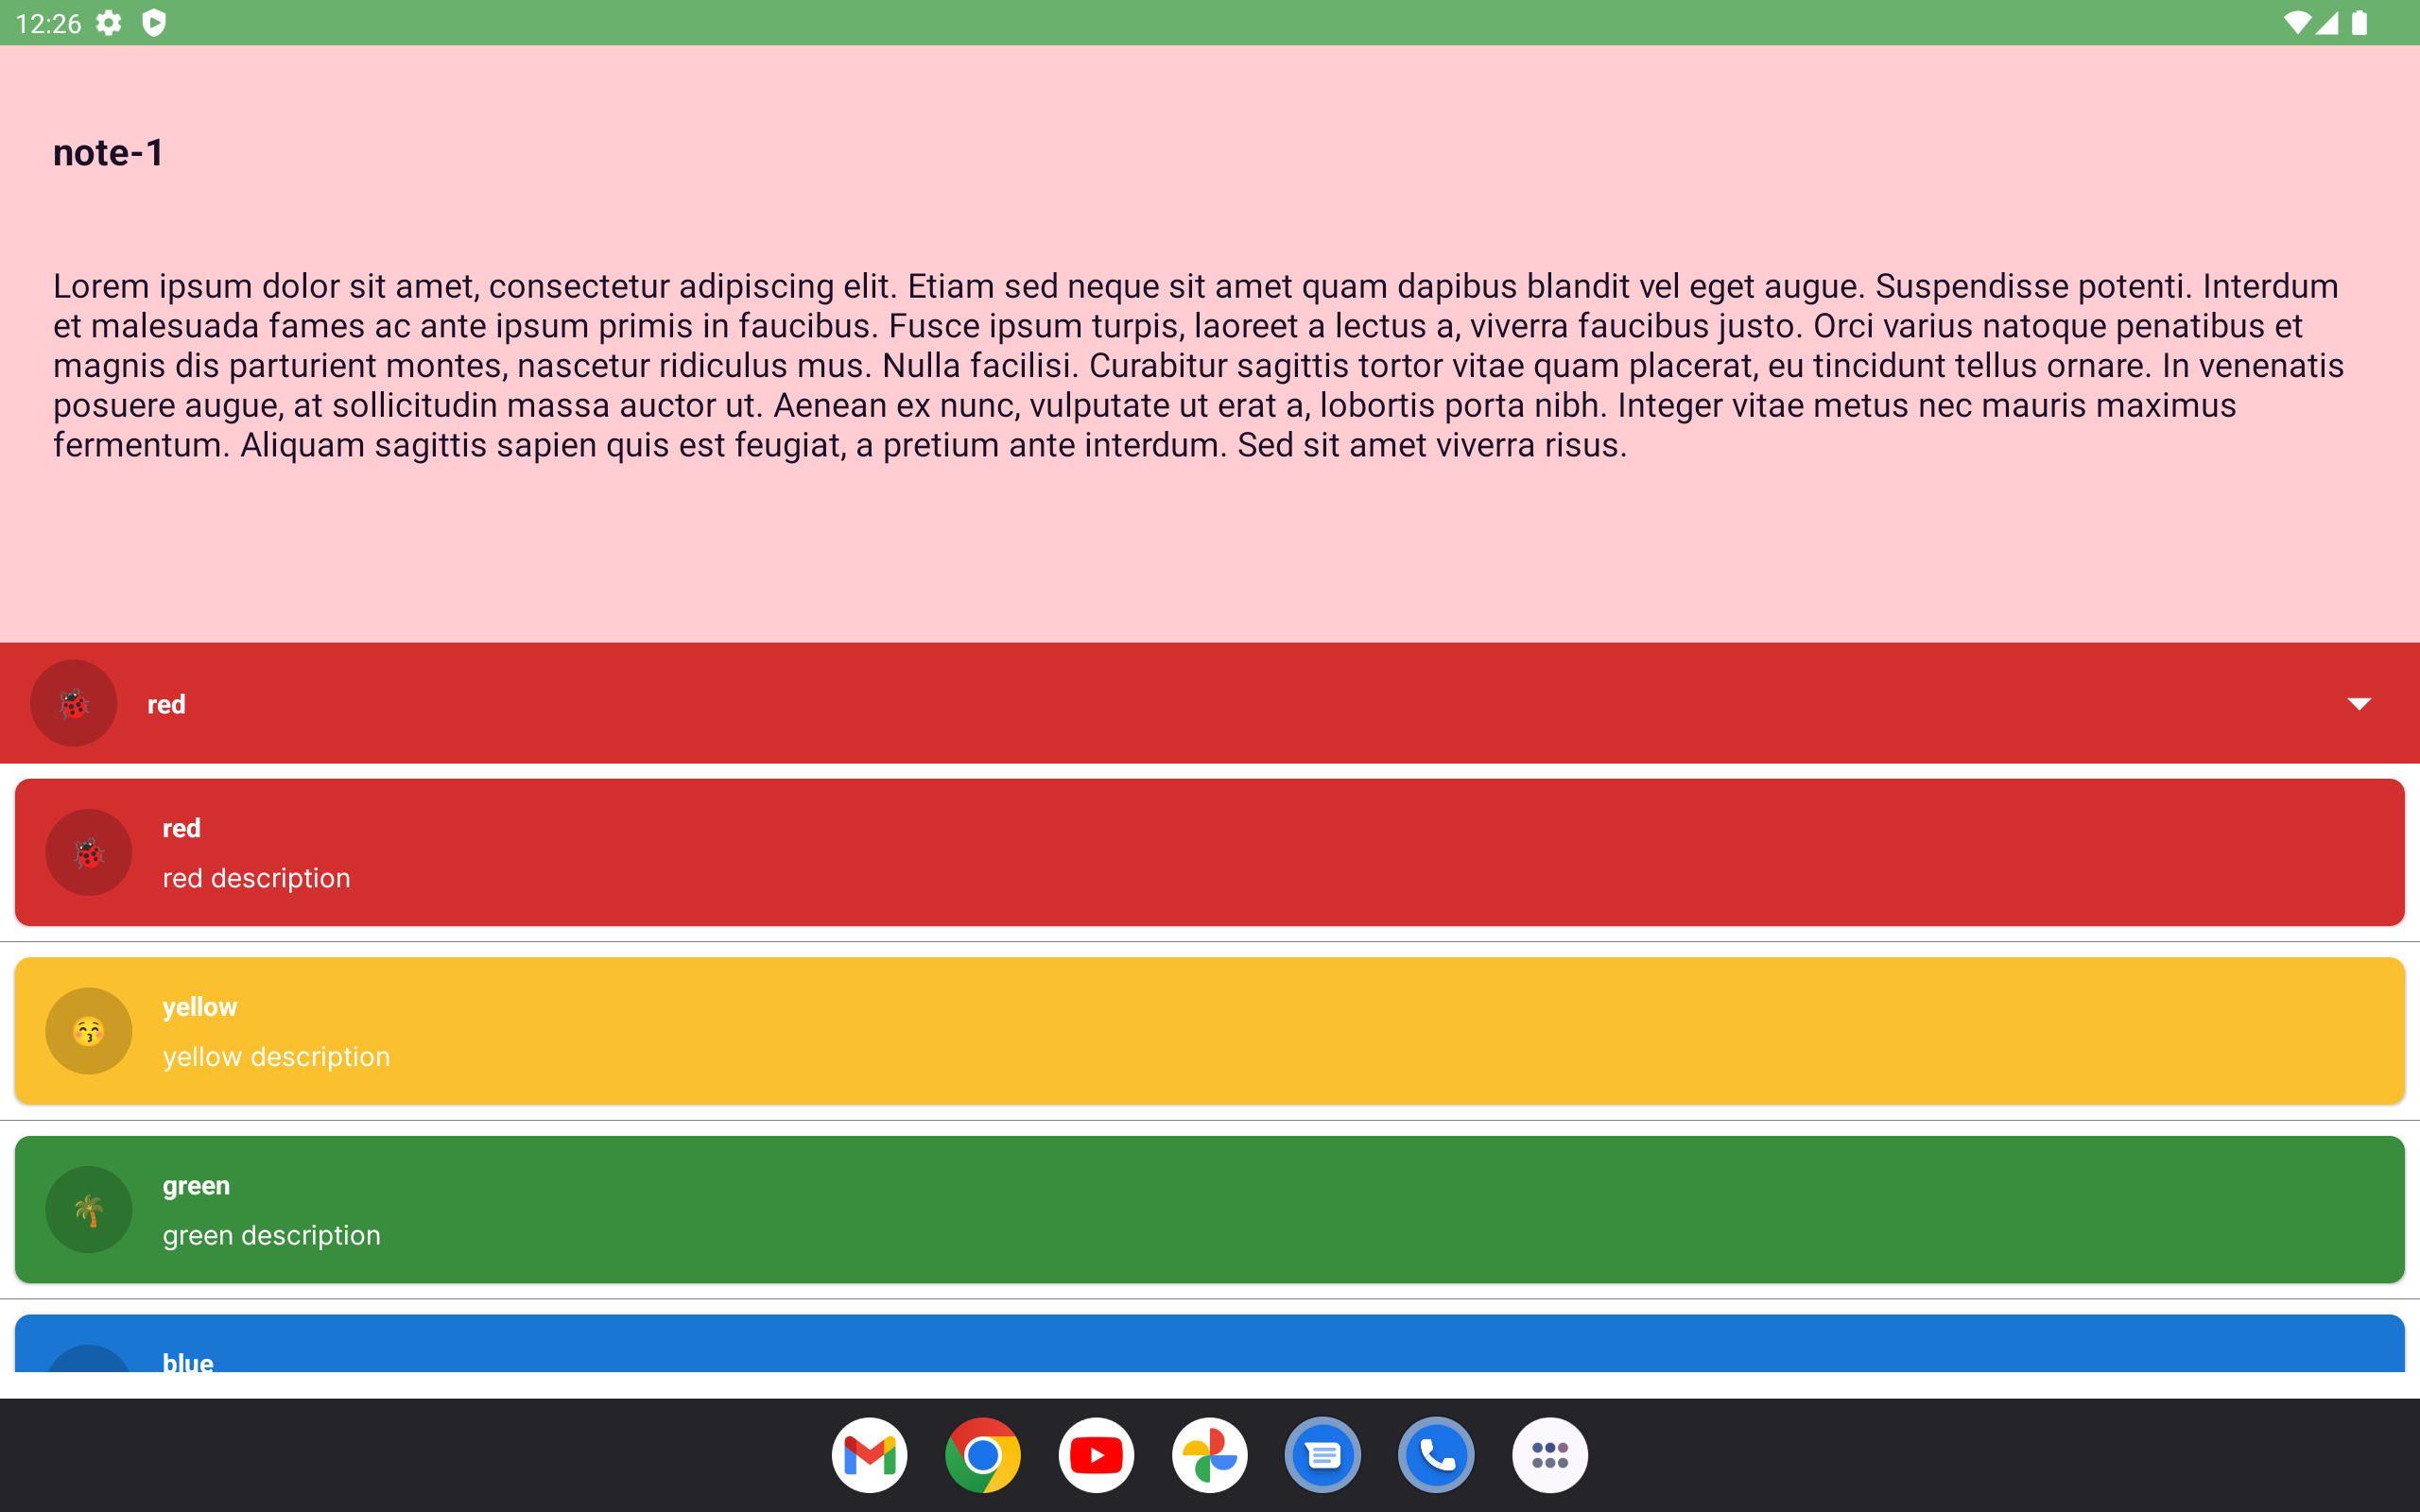 12:26
note-1
Lorem ipsum dolor sit amet, consectetur adipiscing elit. Etiam sed neque sit amet quam dapibus blandit vel eget augue. Suspendisse potenti. Interdum
et malesuada fames ac ante ipsum primis in faucibus. Fusce ipsum turpis, laoreet a lectus a, viverra faucibus justo. Orci varius natoque penatibus et
magnis dis parturient montes, nascetur ridiculus mus. Nulla facilisi. Curabitur sagittis tortor vitae quam placerat, eu tincidunt tellus ornare. In venenatis
posuere augue, at sollicitudin massa auctor ut. Aenean ex nunc, vulputate ut erat a, lobortis porta nibh. Integer vitae metus nec mauris maximus
fermentum. Aliquam sagittis sapien quis est feugiat, a pretium ante interdum. Sed sit amet viverra risus.
red
red
red description
yellow
yellow description
green
green description
blue